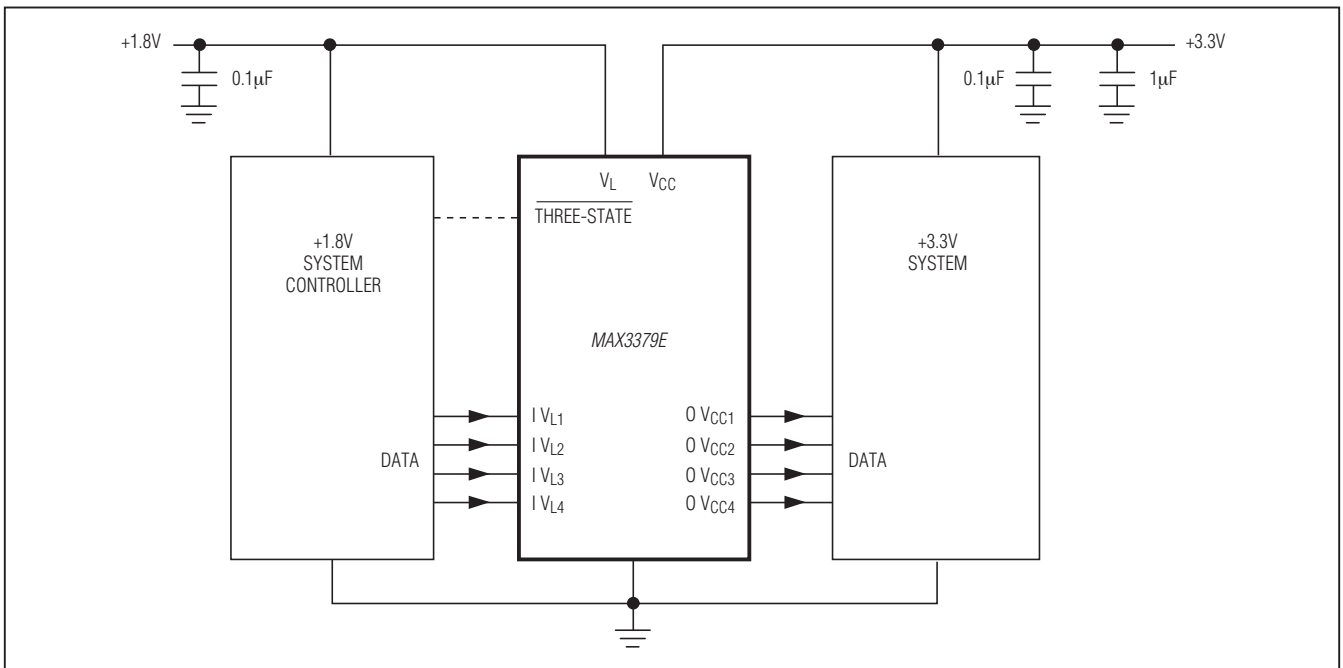 +1.8V
0.1μF
+3.3V
0.1μF
1μF
VL
VCC
THREE-STATE
+1.8V
SYSTEM
CONTROLLER
+3.3V
SYSTEM
MAX3379E
DATA
I VL1
I VL2
I VL3
I VL4
O VCC1
O VCC2
O VCC3
O VCC4
DATA